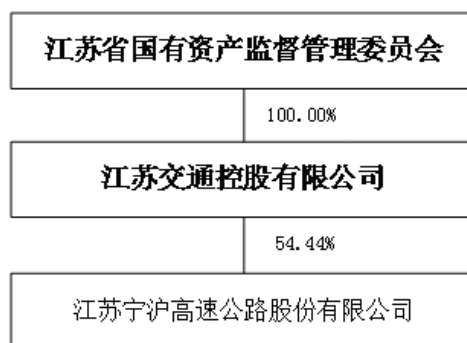 江苏省国有资产监督管理委员会
100.00%
江苏交通控股有限公司
54.44%
江苏宁沪高速公路股份有限公司